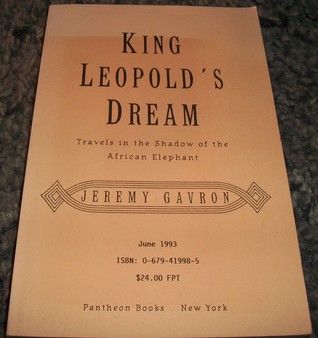 KING
LEOPOLD´S
DREAM
Travels in the Shadow of the
African Elephant
JEREMY GAVRON
June 1993
ISBN: 0-679-41998-5
$24.00 FPT
Pantheon Books New York